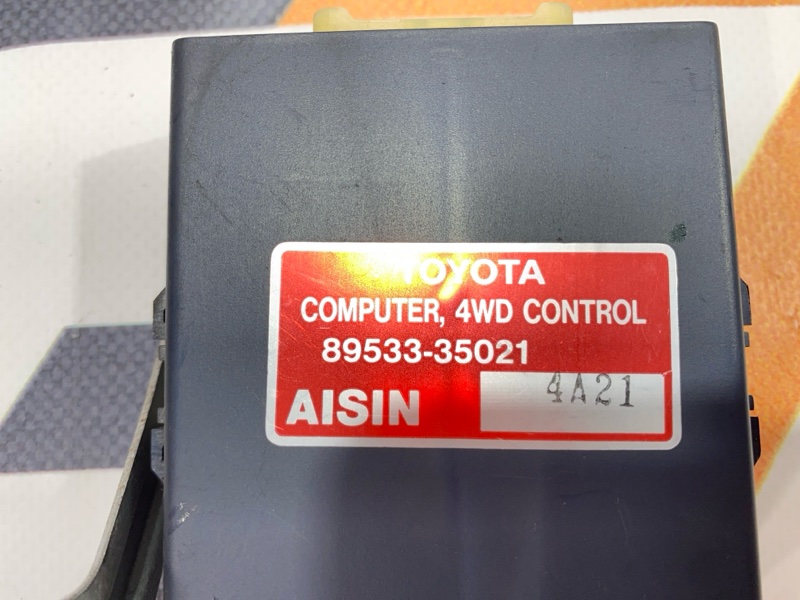 TOYOTA
COMPUTER, 4WD CONTROL
89533-35021
4A21
AISIN